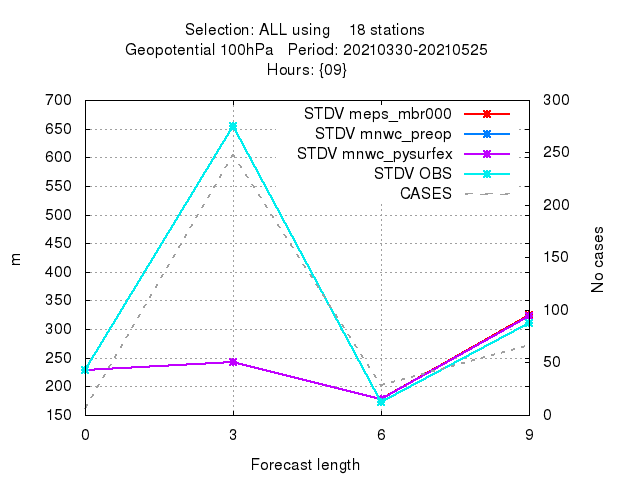 Selection: ALL using 18 stations
Geopotential 100hPa Period: 20210330-20210525
Hours: {09}
700
650
600
550
500
450
400
350
300
250
200
150
300
250
200
150
100
50
0
STDV meps_mbr000
STDV mnwc_preop
STDV mnwc_pysurfex
STDV OBS
CASES
m
No cases
0 3 6 9
Forecast length